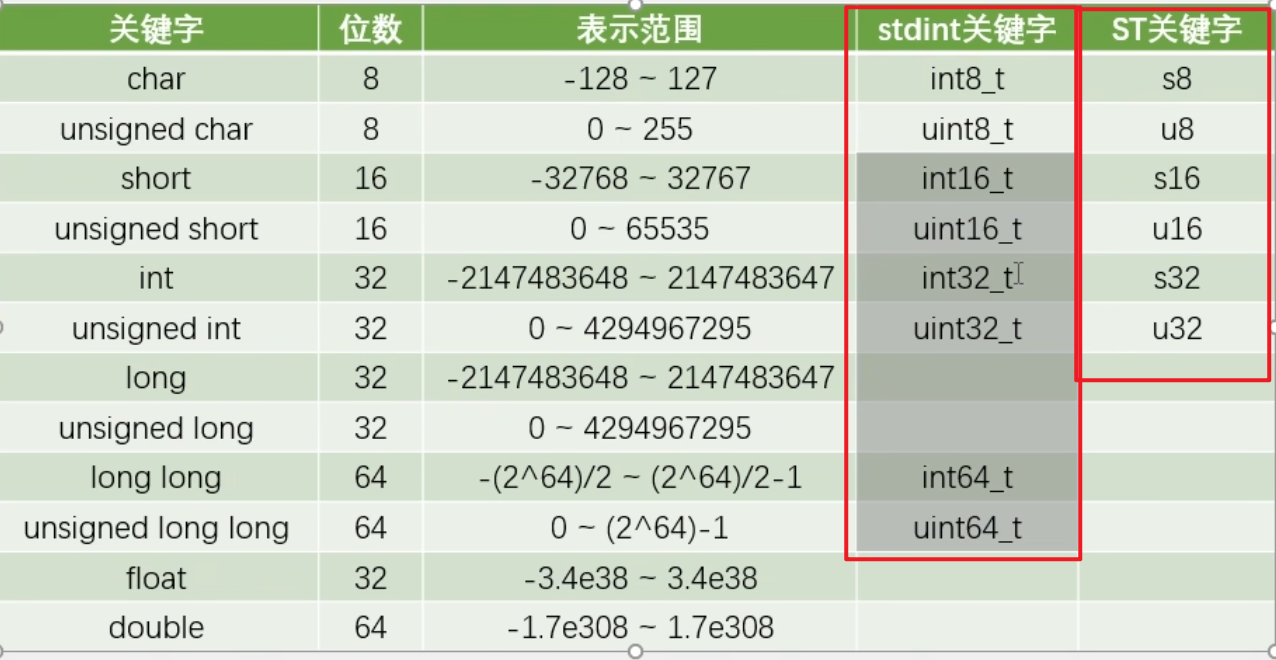 关键字 位数 表示范围 stdint关键字 ST关键字
char 8 -128 ~ 127 int8_t s8
unsigned char 8 0 ~ 255 uint8_t u8
short 16 -32768 ~ 32767 int16_t s16
unsigned short 16 0 ~ 65535 uint16_t u16
int 32 -2147483648 ~ 2147483647 int32_t s32
unsigned int 32 0 ~ 4294967295 uint32_t u32
long 32 -2147483648 ~ 2147483647
unsigned long 32 0 ~ 4294967295
long long 64 -(2^64)/2 ~ (2^64)/2-1 int64_t
unsigned long long 64 0 ~ (2^64)-1 uint64_t
float 32 -3.4e38 ~ 3.4e38
double 64 -1.7e308 ~ 1.7e308